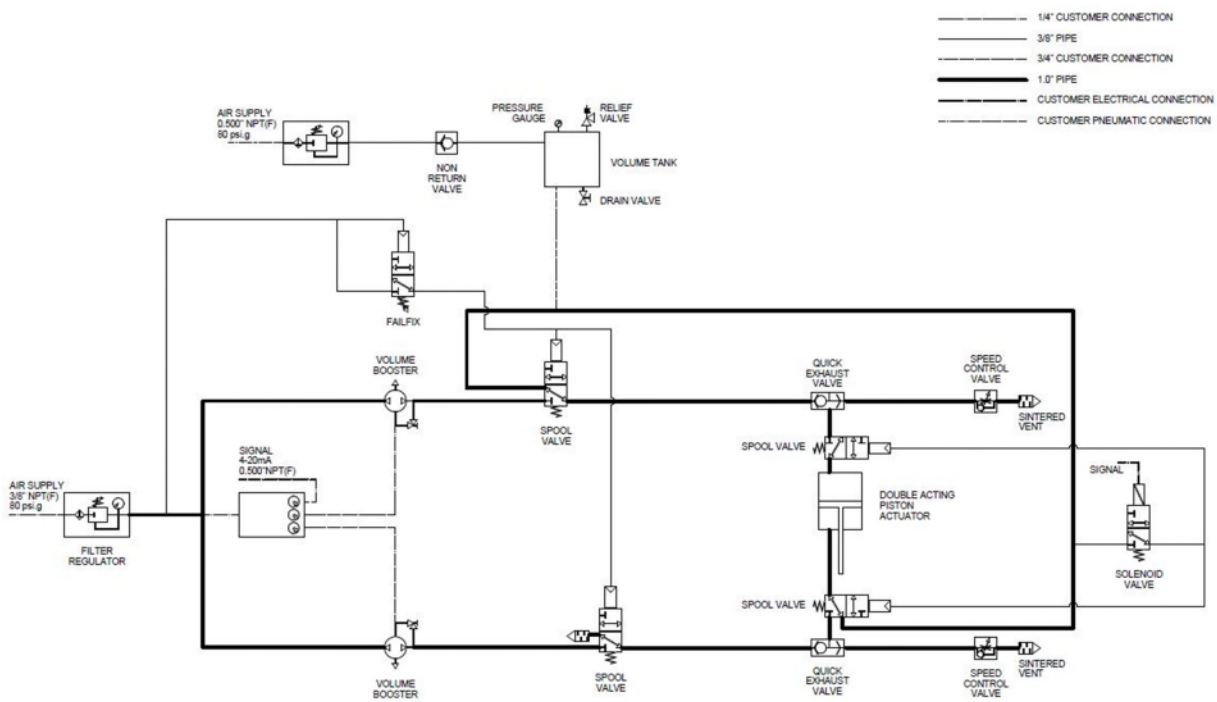 1/4" CUSTOMER CONNECTION
3/8" PIPE
3/4" CUSTOMER CONNECTION
1.0" PIPE
CUSTOMER ELECTRICAL CONNECTION
CUSTOMER PNEUMATIC CONNECTION
AIR SUPPLY
0.500" NPT(F)
80 psi.g
PRESSURE
GAUGE
RELIEF
VALVE
NON
RETURN
VALVE
VOLUME TANK
DRAIN VALVE
FAILFIX
VOLUME
BOOSTER
SPOOL
VALVE
QUICK
EXHAUST
VALVE
SPEED
CONTROL
VALVE
SINTERED
VENT
SPOOL VALVE
SIGNAL
4-20mA
0.500"NPT(F)
SIGNAL
AIR SUPPLY
3/8" NPT(F)
80 psi.g
DOUBLE ACTING
PISTON
ACTUATOR
FILTER
REGULATOR
SOLENOID
VALVE
SPOOL VALVE
VOLUME
BOOSTER
SPOOL
VALVE
QUICK
EXHAUST
VALVE
SPEED
CONTROL
VALVE
SINTERED
VENT